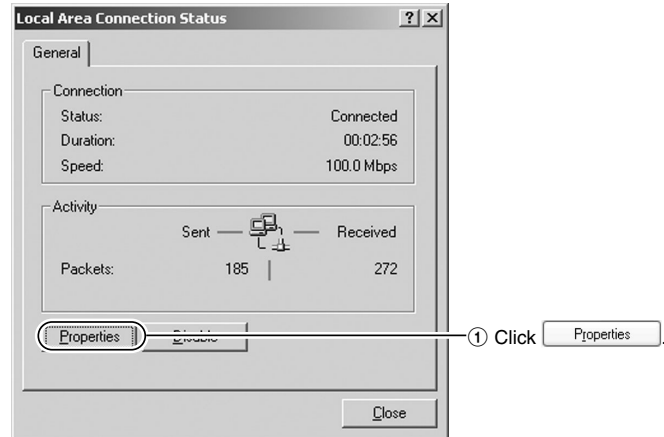 Local Area Connection Status ? X
General
Connection
Status: Connected
Duration: 00:02:56
Speed: 100.0 Mbps
Activity
Sent — — Received
Packets: 185 | 272
Properties Disable
① Click Properties .
Close